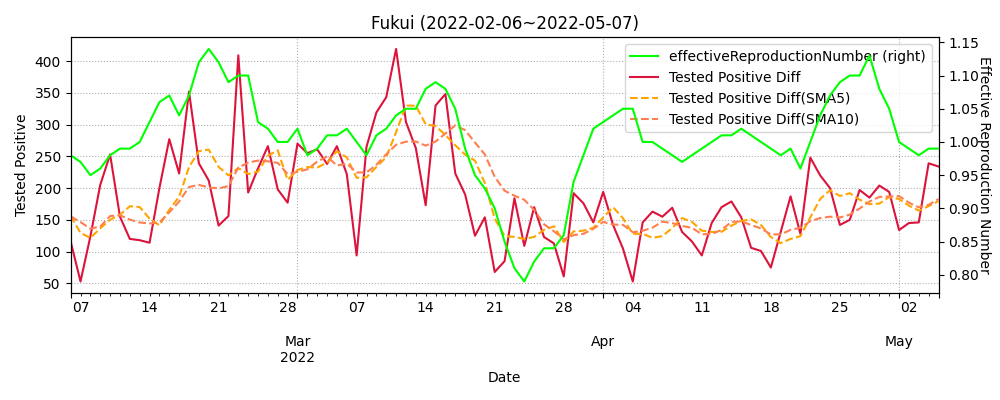 Fukui (2022-02-06~2022-05-07)
effectiveReproductionNumber (right)
Tested Positive Diff
Tested Positive Diff(SMA5)
Tested Positive Diff(SMA10)
Tested Positive
400
350
300
250
200
150
100
50
1.15
1.10
1.05
1.00
0.95
0.90
0.85
0.80
Effective Reproduction Number
07 14 21 28 07 14 21 28 04 11 18 25 02
Mar Apr May
2022
Date